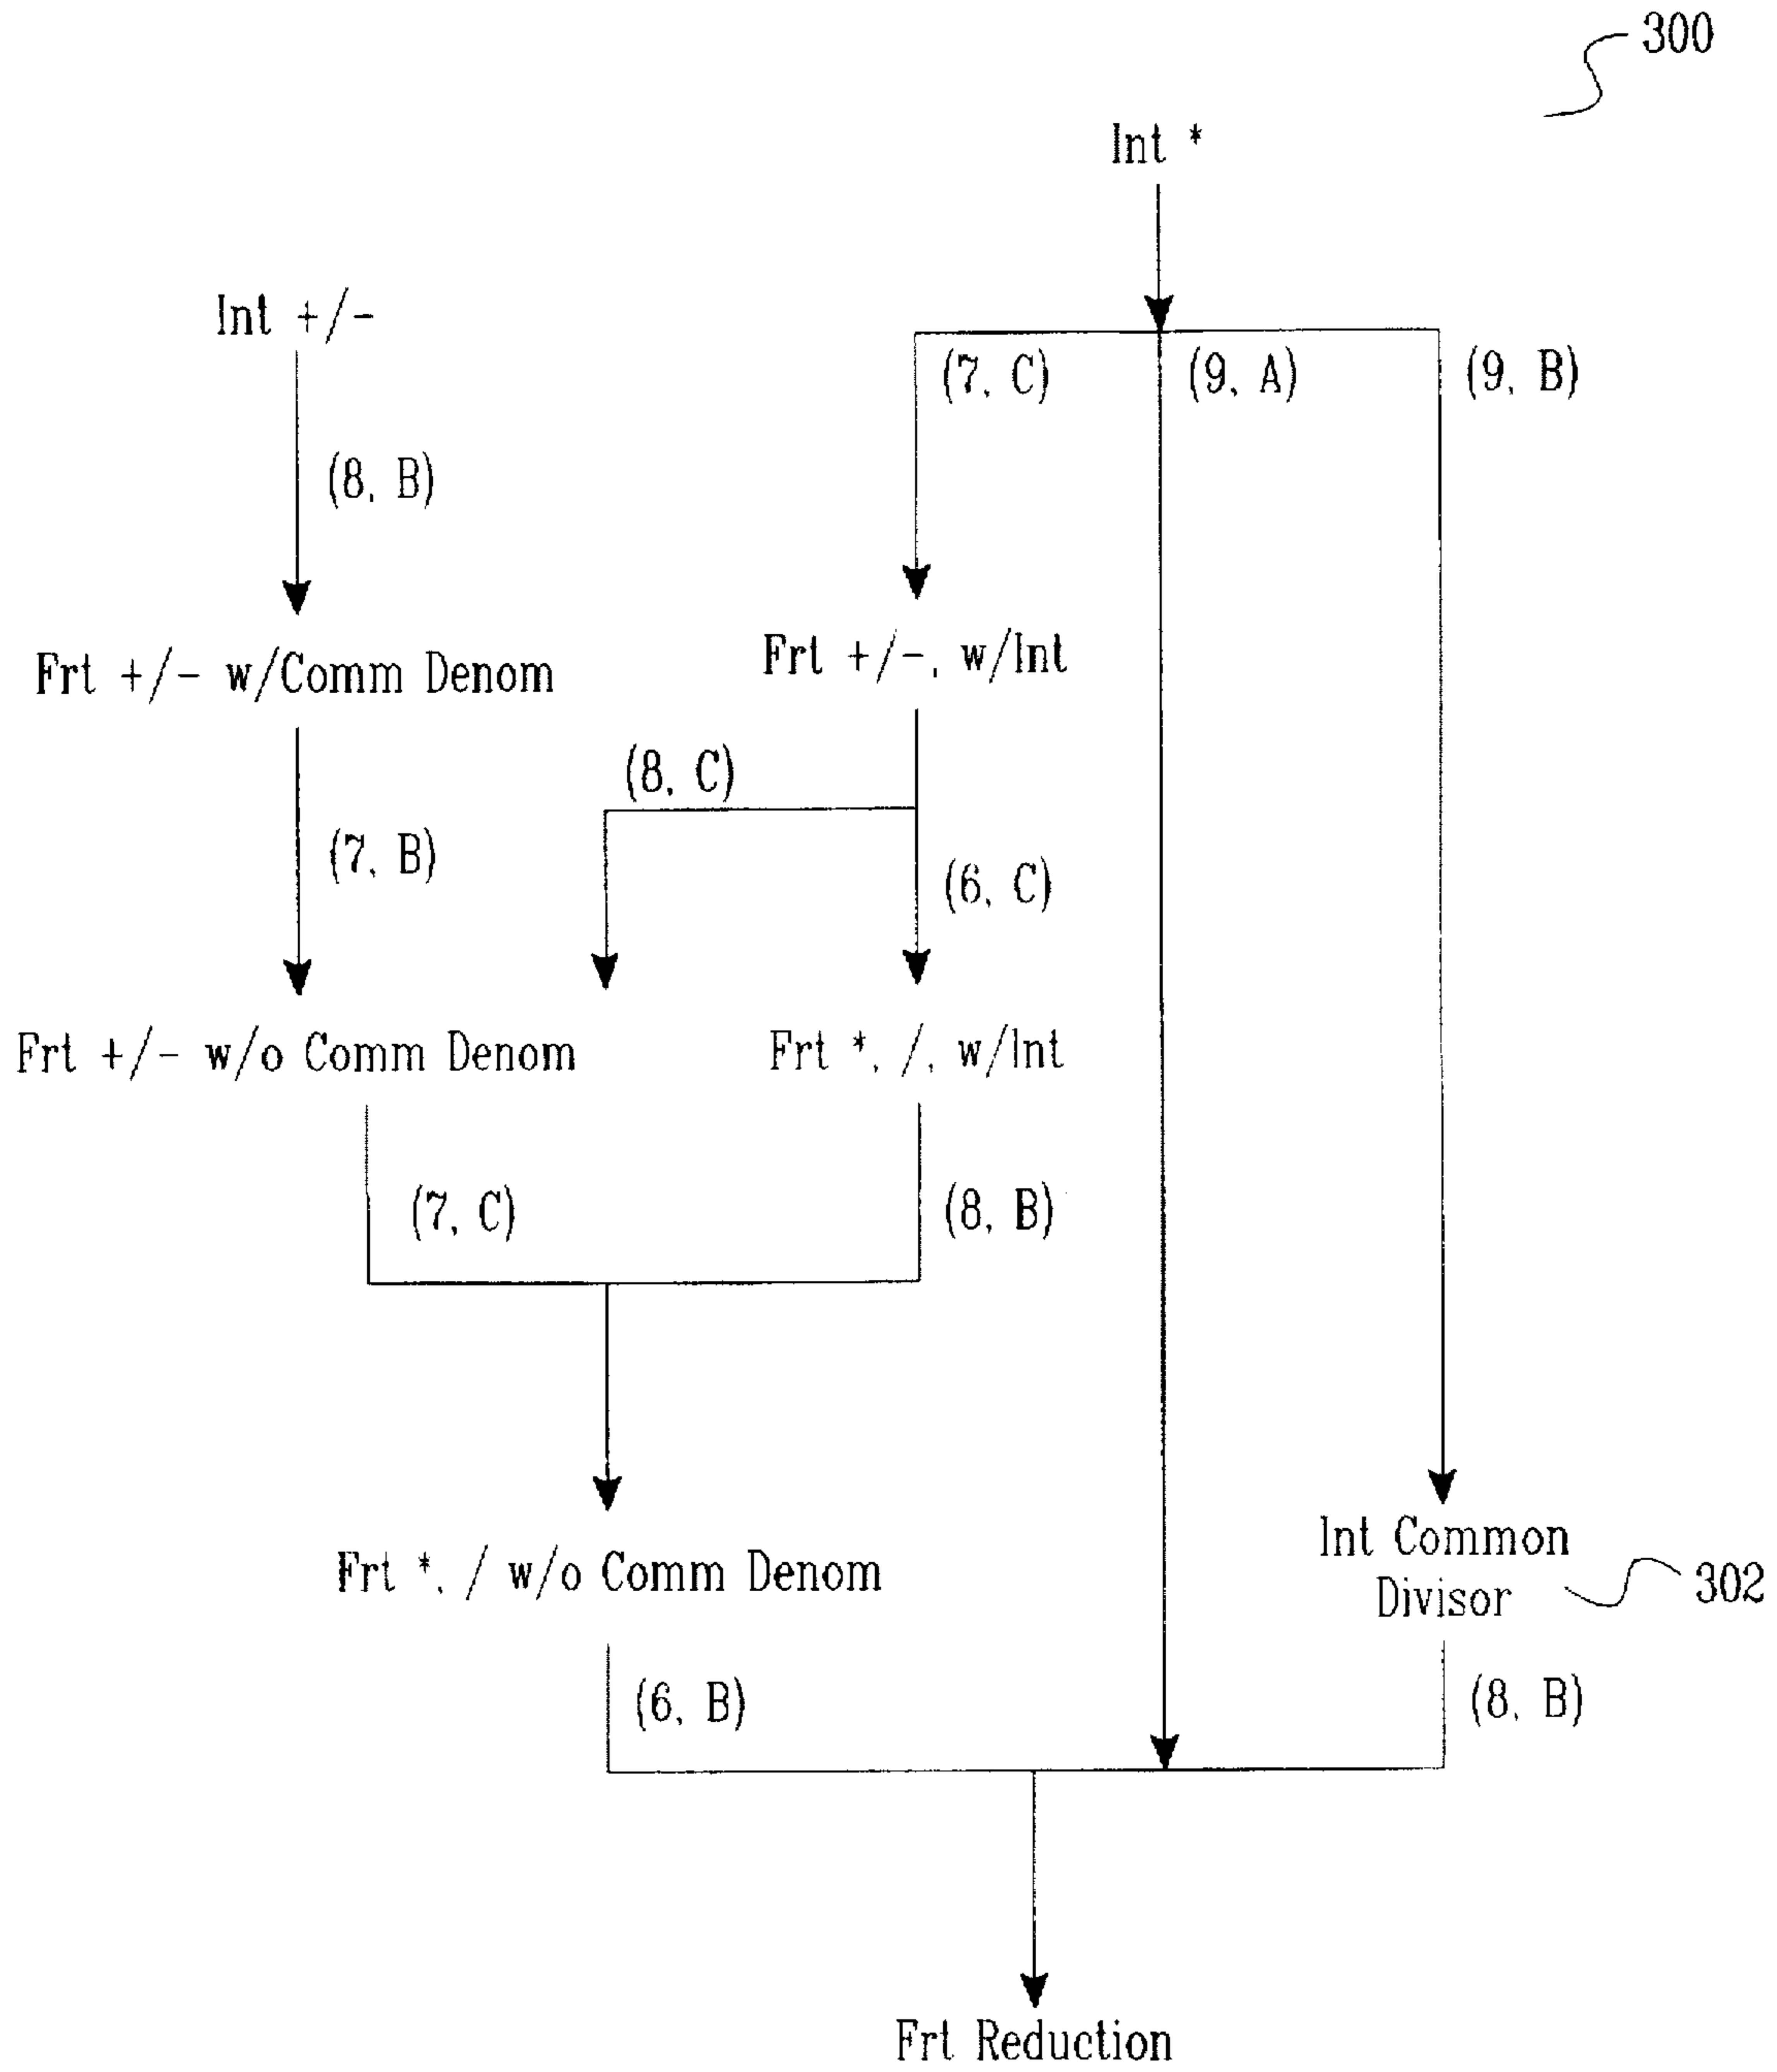 300
Int *
Int +/-
(7, C)
(9, A)
(9, B)
(8, B)
Frt +/-, w/Int
Frt +/- w/Comm Denom
(8, C)
(7, B)
(6, C)
Frt +/- w/o Comm Denom
Frt *, /, w/Int
(7, C)
(8, B)
Int Common
Divisor
302
Frt *, / w/o Comm Denom
(6, B)
(8, B)
Frt Reduction